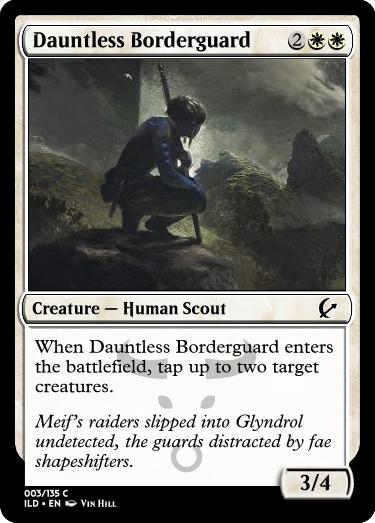 Dauntless Borderguard 2
Creature — Human Scout
When Dauntless Borderguard enters
the battlefield, tap up to two target
creatures.
Meif's raiders slipped into Glyndrol
undetected, the guards distracted by fae
shapeshifters.
3/4
003/135 C
ILD • EN Vin Hill